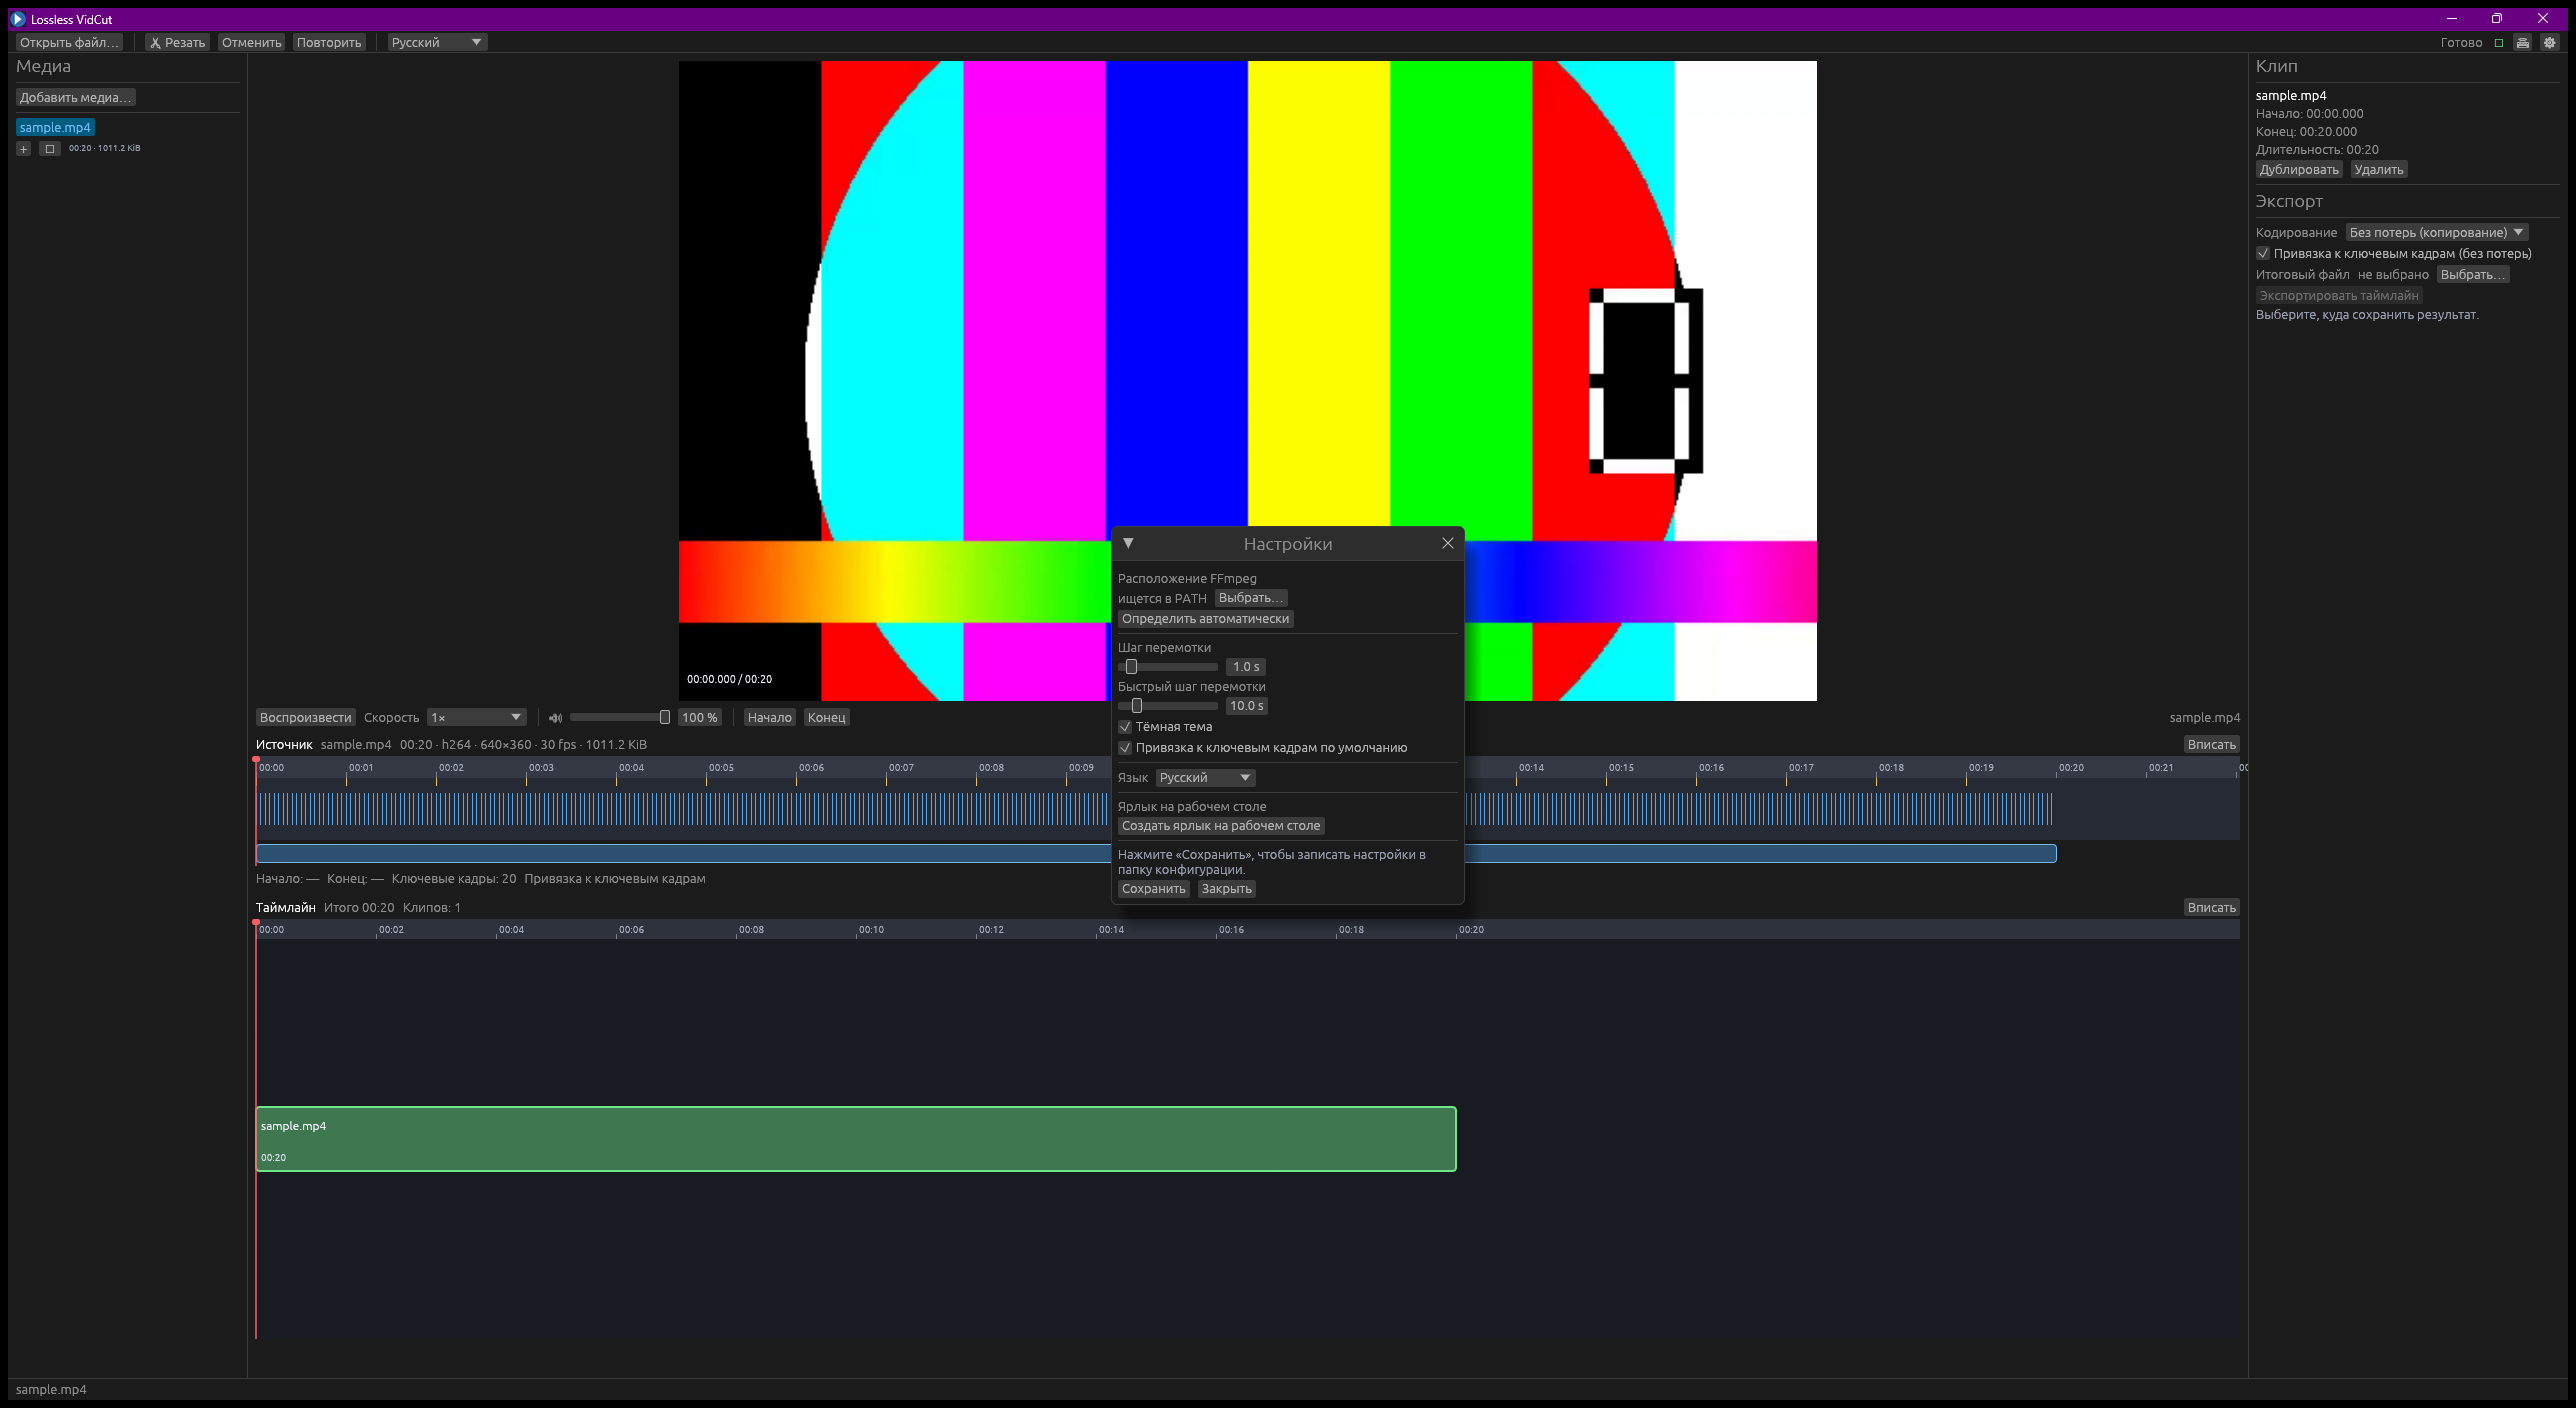 Lossless VidCut
Открыть файл... Резать Отменить Повторить Русский Готово
Медиа
Добавить медиа...
sample.mp4
+ 00:20 · 1011.2 KiB
00:00.000 / 00:20
Воспроизвести Скорость 1× 100 % Начало Конец sample.mp4
Источник sample.mp4 00:20 · h264 · 640×360 · 30 fps · 1011.2 KiB Вписать
00:00 00:01 00:02 00:03 00:04 00:05 00:06 00:07 00:08 00:09 00:14 00:15 00:16 00:17 00:18 00:19 00:20 00:21
Начало: — Конец: — Ключевые кадры: 20 Привязка к ключевым кадрам
Таймлайн Итого 00:20 Клипов: 1 Вписать
00:00 00:02 00:04 00:06 00:08 00:10 00:12 00:14 00:16 00:18 00:20
sample.mp4
00:20
Настройки
Расположение FFmpeg
ищется в PATH Выбрать...
Определить автоматически
Шаг перемотки
1.0 s
Быстрый шаг перемотки
10.0 s
Тёмная тема
Привязка к ключевым кадрам по умолчанию
Язык Русский
Ярлык на рабочем столе
Создать ярлык на рабочем столе
Нажмите «Сохранить», чтобы записать настройки в
папку конфигурации.
Сохранить Закрыть
Клип
sample.mp4
Начало: 00:00.000
Конец: 00:20.000
Длительность: 00:20
Дублировать Удалить
Экспорт
Кодирование Без потерь (копирование)
Привязка к ключевым кадрам (без потерь)
Итоговый файл не выбрано Выбрать...
Экспортировать таймлайн
Выберите, куда сохранить результат.
sample.mp4